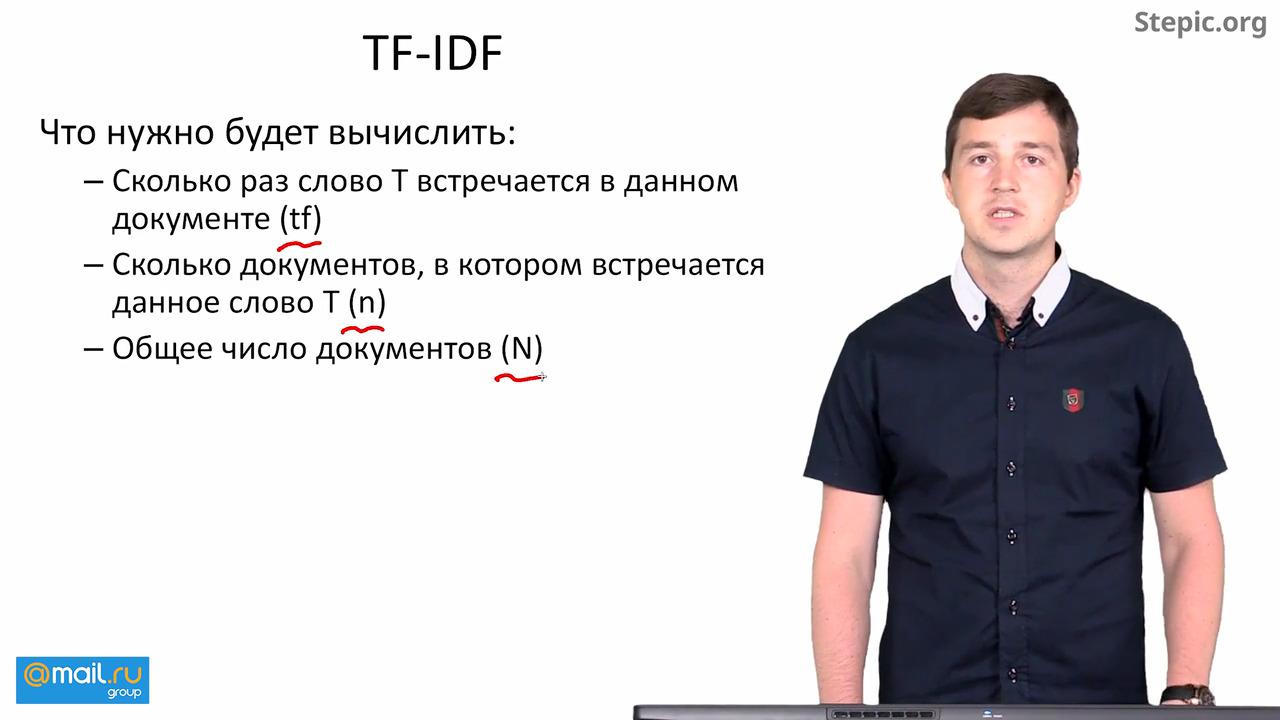 Stepic.org
TF-IDF
Что нужно будет вычислить:
– Сколько раз слово T встречается в данном
документе (tf)
– Сколько документов, в котором встречается
данное слово T (n)
– Общее число документов (N)
@mail.ru
group